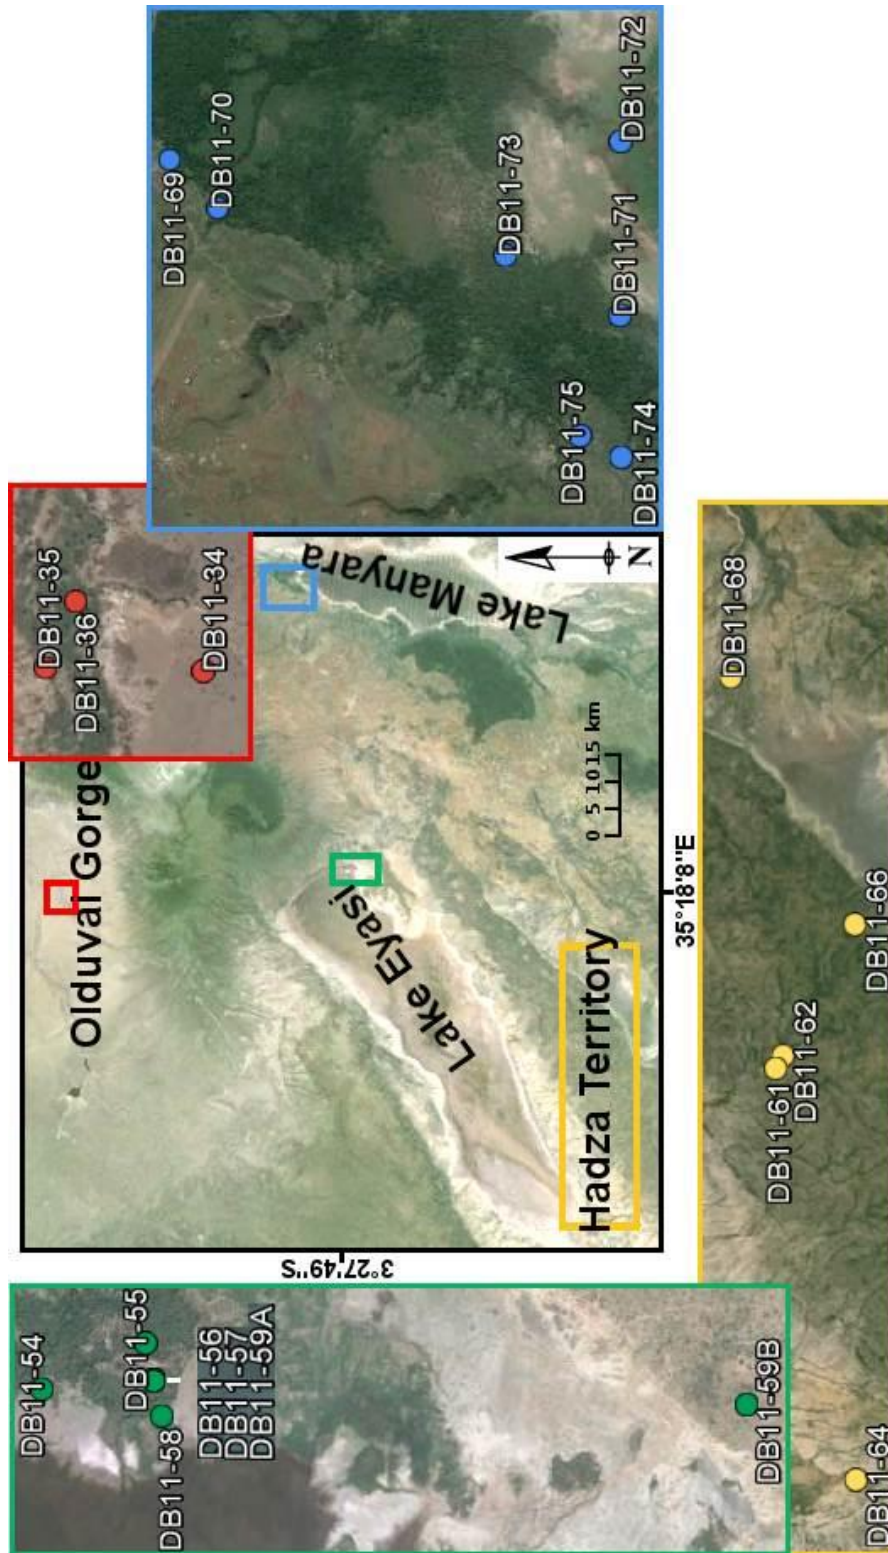 DB11-54
DB11-55
DB11-58
DB11-56
DB11-57
DB11-59A
DB11-59B
Olduvai Gorge
Lake Eyasi
Hadza Territory
Lake Manyara
0 5 10 15 km
N
3°27'49"S
35°18'8"E
DB11-35
DB11-36
DB11-34
DB11-69
DB11-70
DB11-73
DB11-72
DB11-71
DB11-75
DB11-74
DB11-68
DB11-66
DB11-62
DB11-61
DB11-64